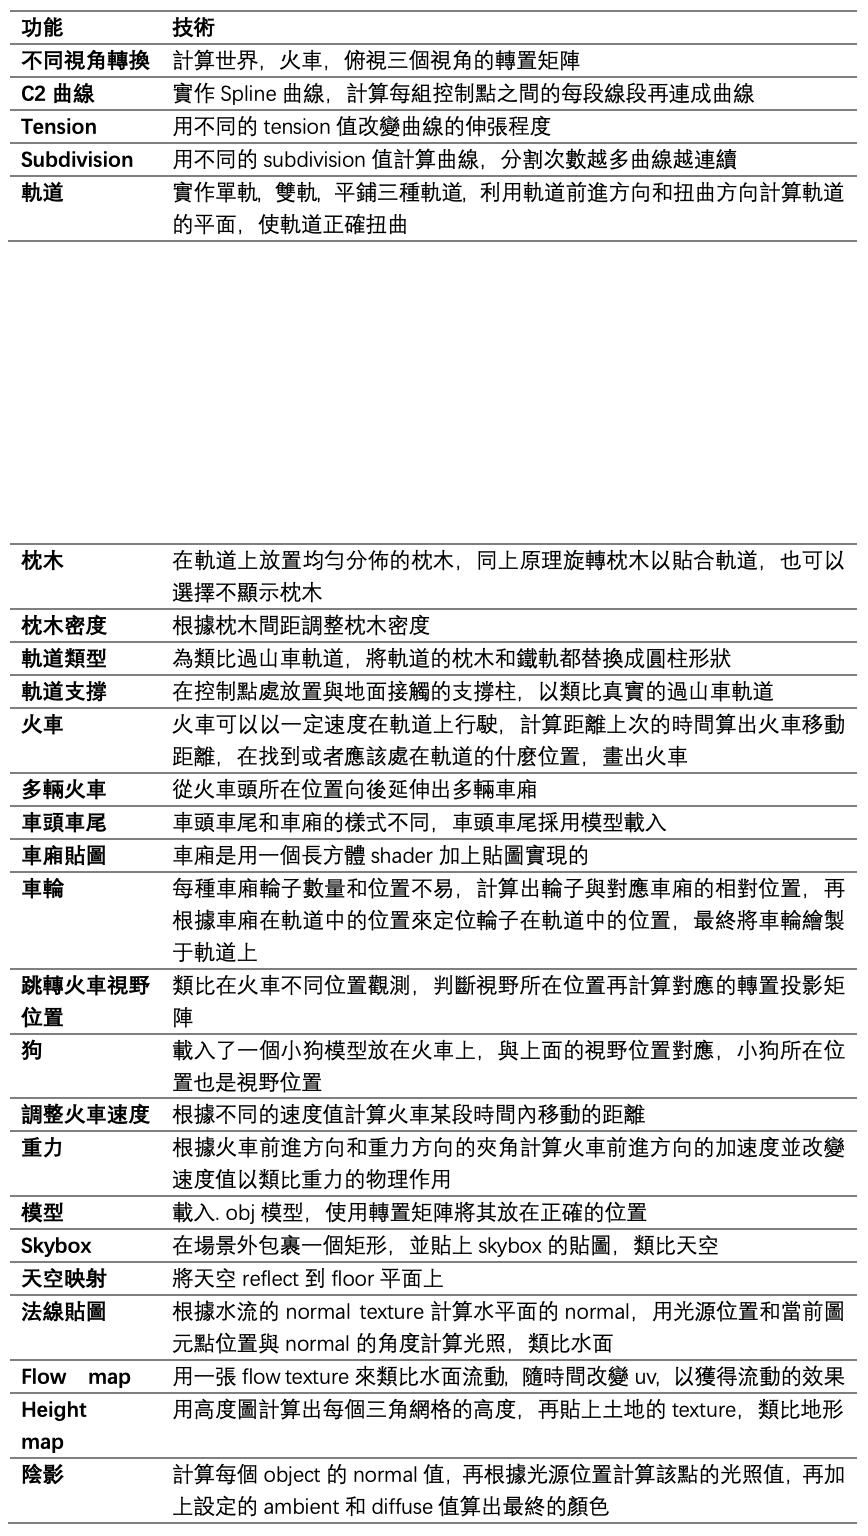 功能 技術
不同視角轉換 計算世界，火車，俯視三個視角的轉置矩陣
C2 曲線 實作 Spline 曲線，計算每組控制點之間的每段線段再連成曲線
Tension 用不同的 tension 值改變曲線的伸張程度
Subdivision 用不同的 subdivision 值計算曲線，分割次數越多曲線越連續
軌道 實作單軌，雙軌，平鋪三種軌道，利用軌道前進方向和扭曲方向計算軌道
的平面，使軌道正確扭曲
枕木 在軌道上放置均勻分佈的枕木，同上原理旋轉枕木以貼合軌道，也可以
選擇不顯示枕木
枕木密度 根據枕木間距調整枕木密度
軌道類型 為類比過山車軌道，將軌道的枕木和鐵軌都替換成圓柱形狀
軌道支撐 在控制點處放置與地面接觸的支撐柱，以類比真實的過山車軌道
火車 火車可以以一定速度在軌道上行駛，計算距離上次的時間算出火車移動
距離，在找到或者應該處在軌道的什麼位置，畫出火車
多輛火車 從火車頭所在位置向後延伸出多輛車廂
車頭車尾 車頭車尾和車廂的樣式不同，車頭車尾採用模型載入
車廂貼圖 車廂是用一個長方體 shader 加上貼圖實現的
車輪 每種車廂輪子數量和位置不易，計算出輪子與對應車廂的相對位置，再
根據車廂在軌道中的位置來定位輪子在軌道中的位置，最終將車輪繪製
于軌道上
跳轉火車視野 類比在火車不同位置觀測，判斷視野所在位置再計算對應的轉置投影矩
位置 陣
狗 載入了一個小狗模型放在火車上，與上面的視野位置對應，小狗所在位
置也是視野位置
調整火車速度 根據不同的速度值計算火車某段時間內移動的距離
重力 根據火車前進方向和重力方向的夾角計算火車前進方向的加速度並改變
速度值以類比重力的物理作用
模型 載入. obj 模型，使用轉置矩陣將其放在正確的位置
Skybox 在場景外包裹一個矩形，並貼上 skybox 的貼圖，類比天空
天空映射 將天空 reflect 到 floor 平面上
法線貼圖 根據水流的 normal texture 計算水平面的 normal，用光源位置和當前圖
元點位置與 normal 的角度計算光照，類比水面
Flow map 用一張 flow texture 來類比水面流動，隨時間改變 uv，以獲得流動的效果
Height 用高度圖計算出每個三角網格的高度，再貼上土地的 texture，類比地形
map
陰影 計算每個 object 的 normal 值，再根據光源位置計算該點的光照值，再加
上設定的 ambient 和 diffuse 值算出最終的顏色